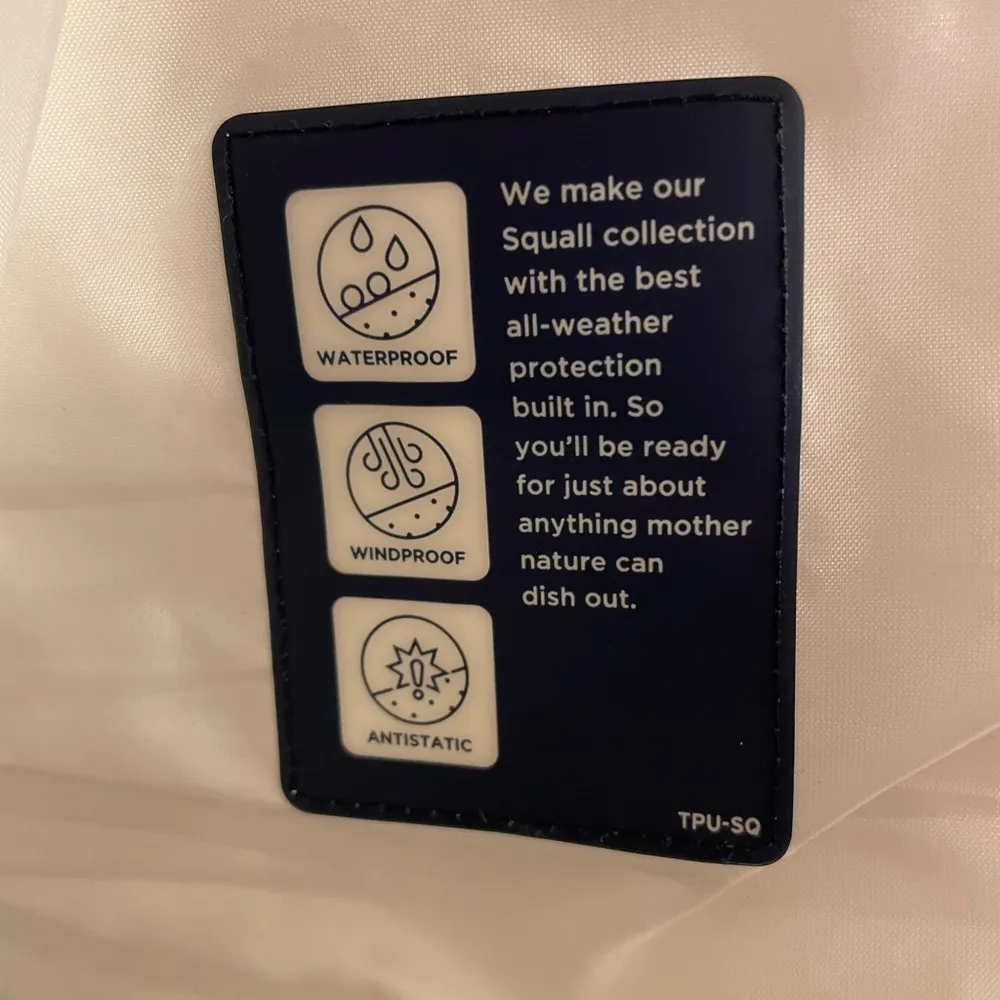 WATERPROOF
WINDPROOF
ANTISTATIC
We make our
Squall collection
with the best
all-weather
protection
built in. So
you'll be ready
for just about
anything mother
nature can
dish out.
TPU-SQ